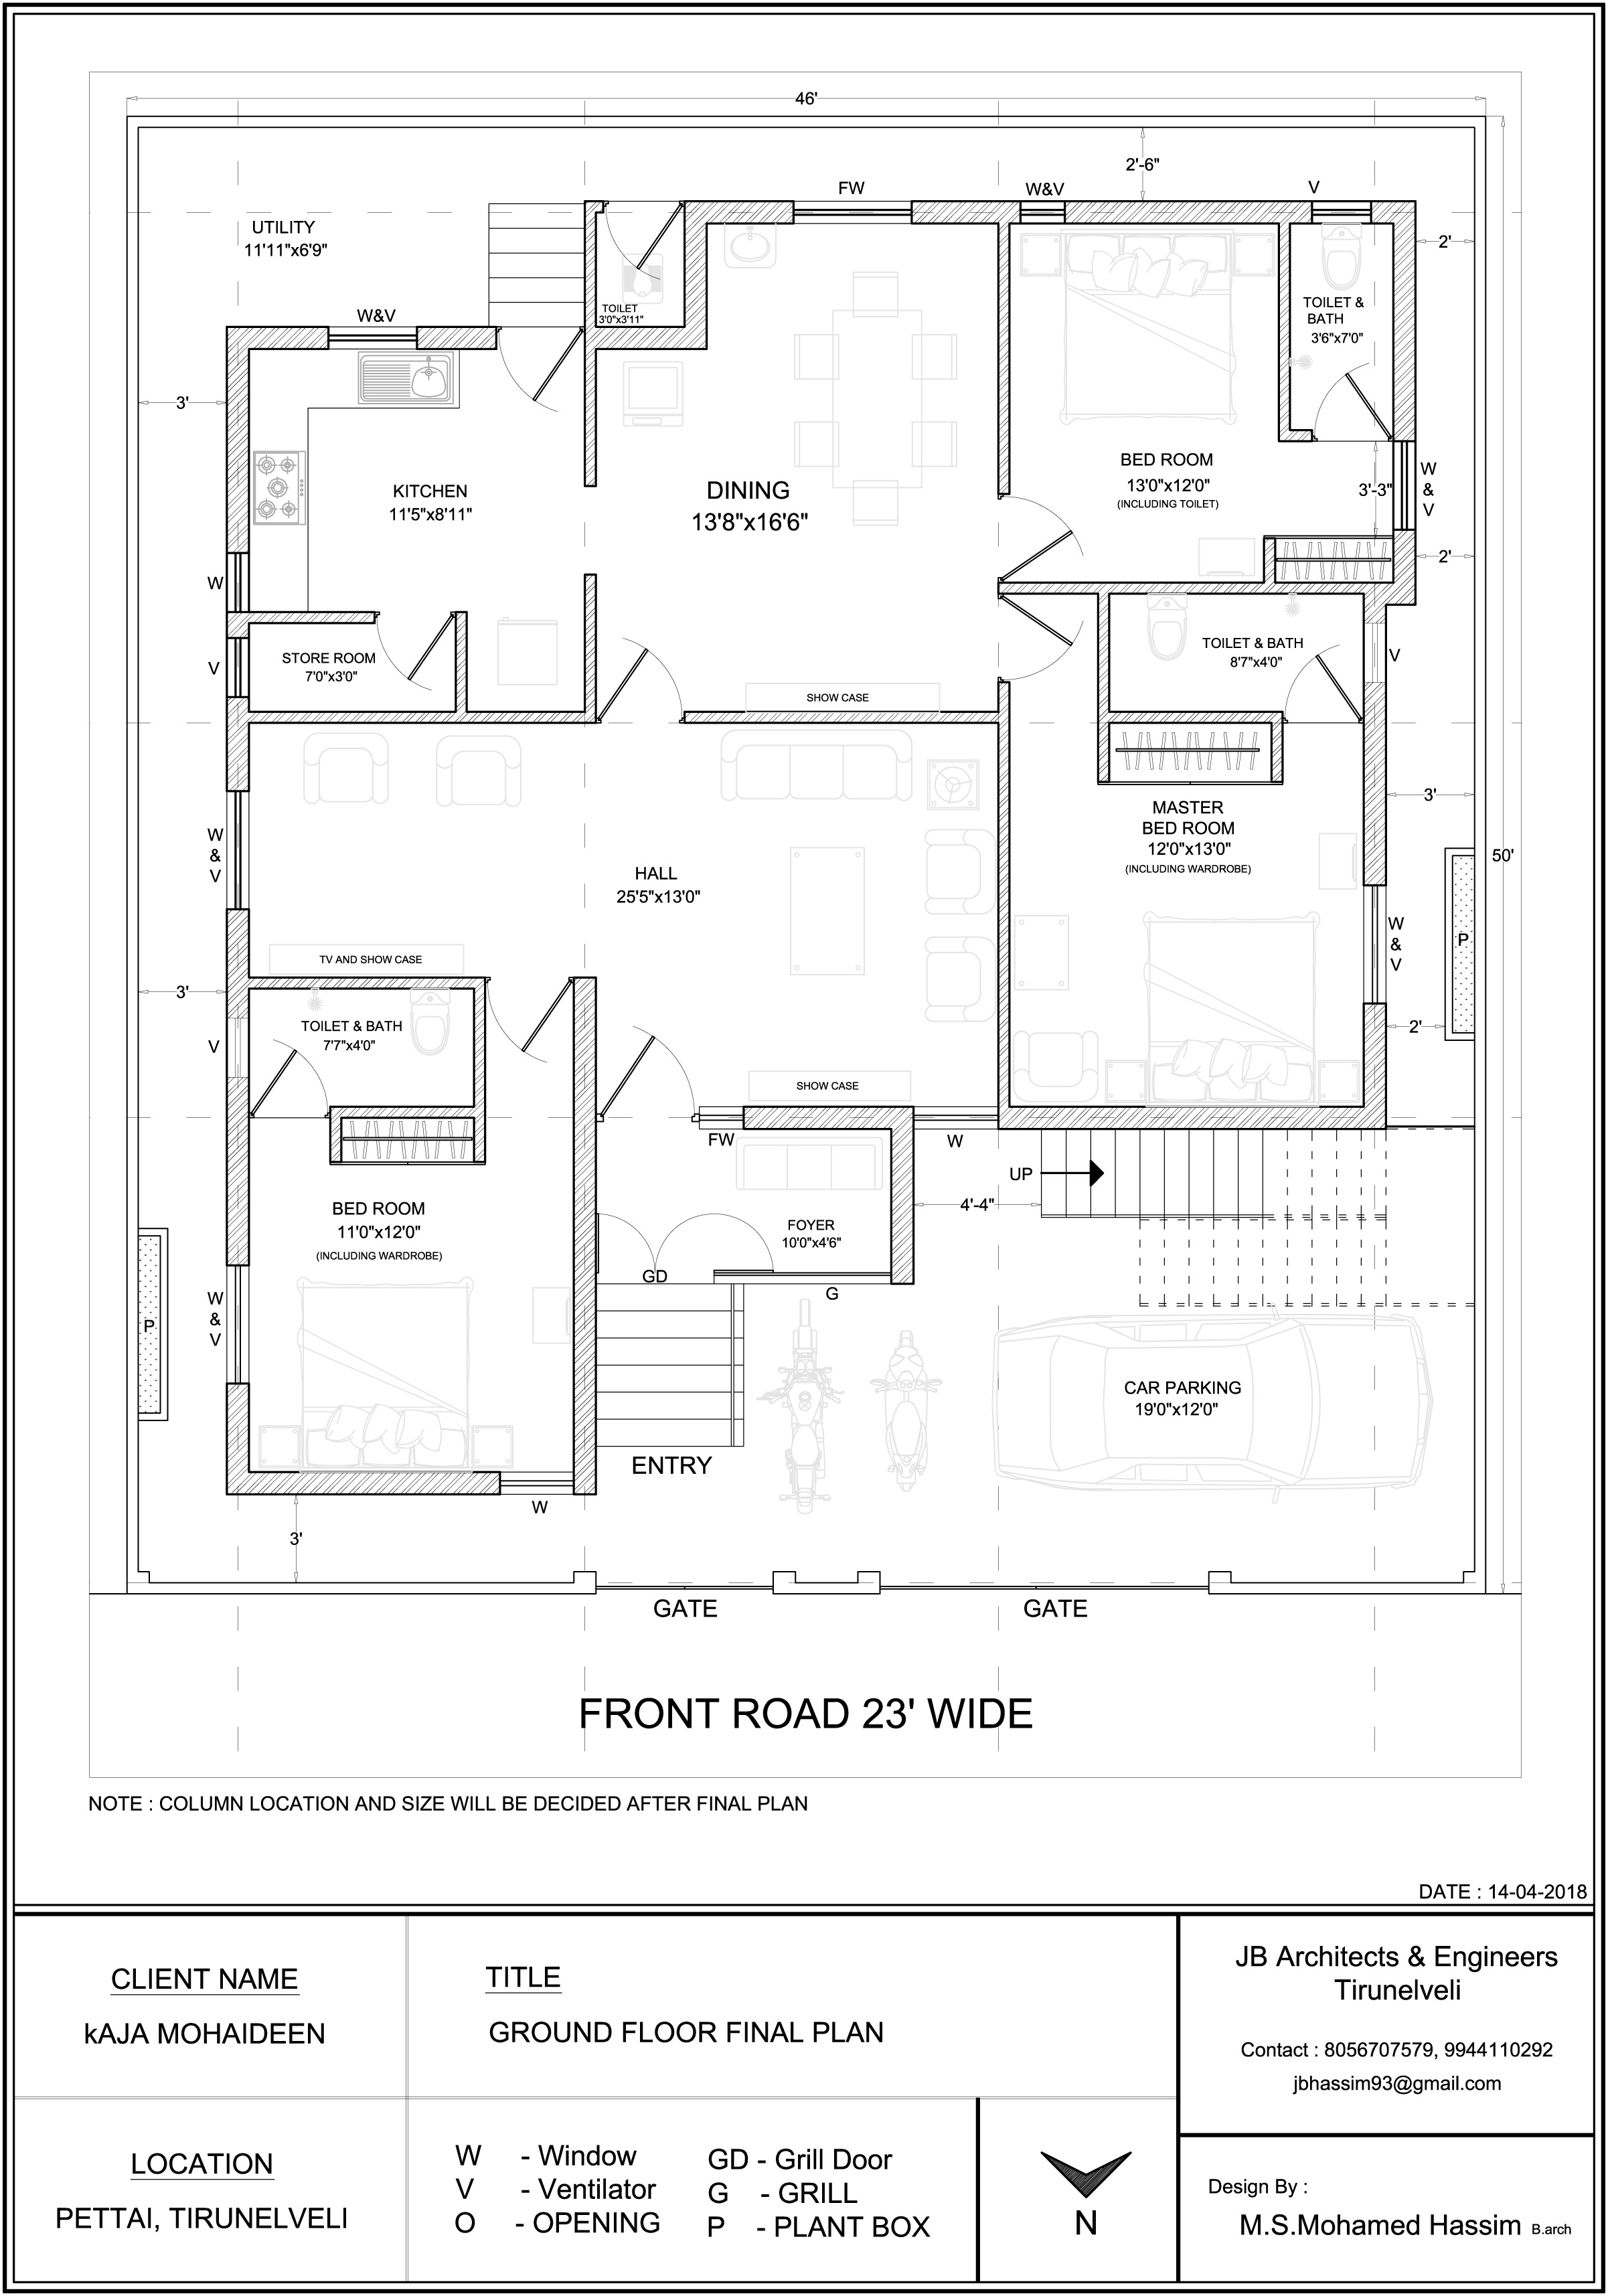 46'
2'-6"
FW
W&V
V
UTILITY
11'11"x6'9"
2'
TOILET
3'0"x3'11"
W&V
TOILET &
BATH
3'6"x7'0"
3'
KITCHEN
11'5"x8'11"
DINING
13'8"x16'6"
BED ROOM
13'0"x12'0"
(INCLUDING TOILET)
3'-3"
W
&
V
2'
W
V
STORE ROOM
7'0"x3'0"
SHOW CASE
TOILET & BATH
8'7"x4'0"
V
3'
MASTER
BED ROOM
12'0"x13'0"
(INCLUDING WARDROBE)
50'
W
&
V
HALL
25'5"x13'0"
W
&
V
P
2'
TV AND SHOW CASE
3'
TOILET & BATH
7'7"x4'0"
V
SHOW CASE
FW
W
UP
4'-4"
BED ROOM
11'0"x12'0"
(INCLUDING WARDROBE)
FOYER
10'0"x4'6"
GD
G
W
&
V
P
CAR PARKING
19'0"x12'0"
ENTRY
W
3'
GATE
GATE
FRONT ROAD 23' WIDE
NOTE : COLUMN LOCATION AND SIZE WILL BE DECIDED AFTER FINAL PLAN
DATE : 14-04-2018
CLIENT NAME
kAJA MOHAIDEEN
TITLE
GROUND FLOOR FINAL PLAN
JB Architects & Engineers
Tirunelveli
Contact : 8056707579, 9944110292
jbhassim93@gmail.com
LOCATION
PETTAI, TIRUNELVELI
W - Window
V - Ventilator
O - OPENING
GD - Grill Door
G - GRILL
P - PLANT BOX
N
Design By :
M.S.Mohamed Hassim B.arch